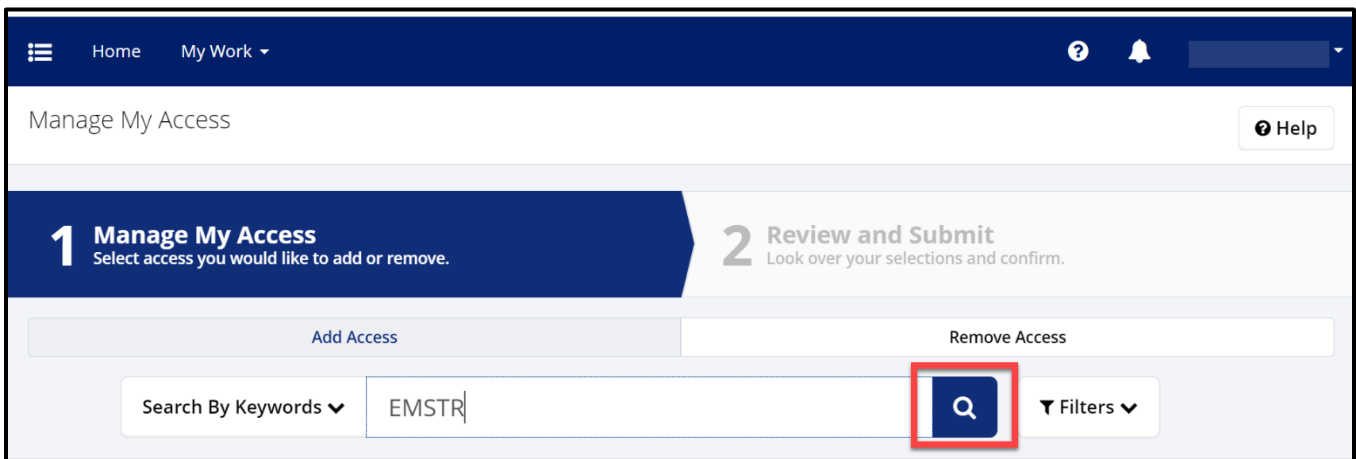 Home My Work
Manage My Access
Help
1 Manage My Access
Select access you would like to add or remove.
2 Review and Submit
Look over your selections and confirm.
Add Access
Remove Access
Search By Keywords
EMSTR
Filters